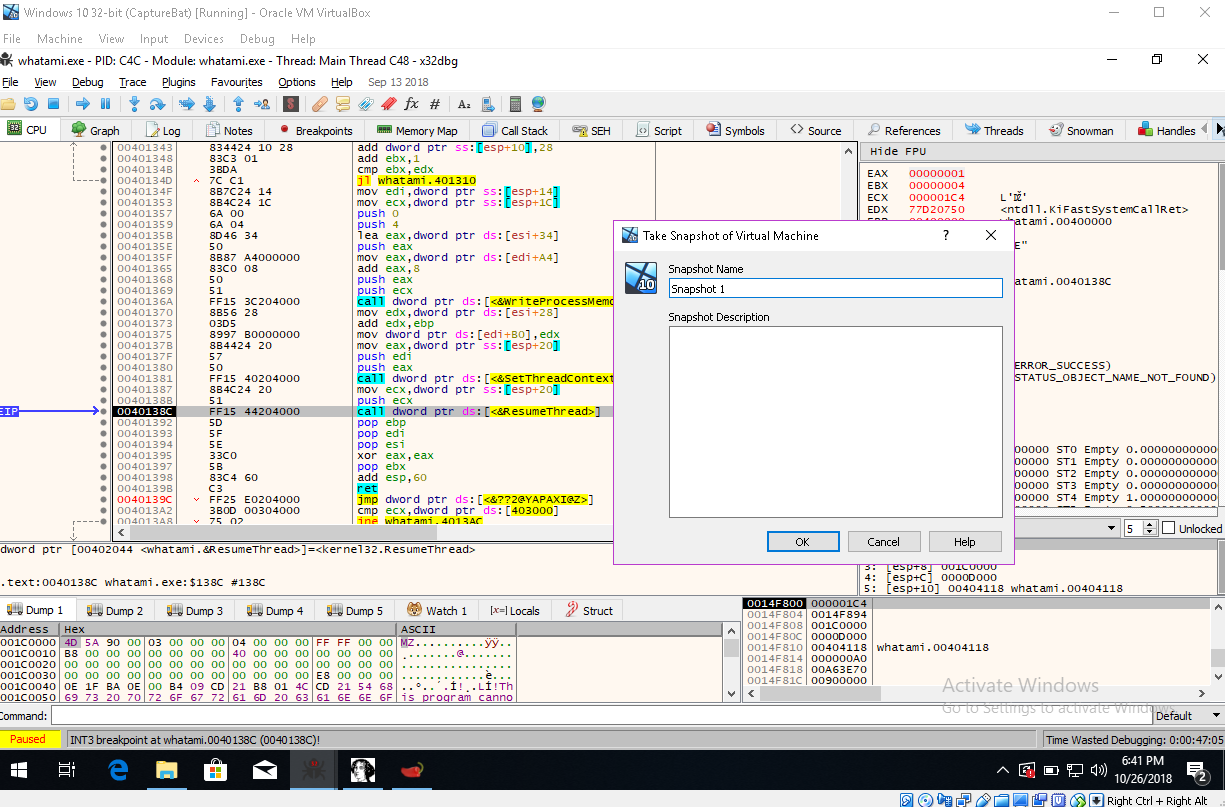 Windows 10 32-bit (CaptureBat) [Running] - Oracle VM VirtualBox
File Machine View Input Devices Debug Help
whatami.exe - PID: C4C - Module: whatami.exe - Thread: Main Thread C48 - x32dbg
File View Debug Trace Plugins Favourites Options Help Sep 13 2018
CPU Graph Log Notes Breakpoints Memory Map Call Stack SEH Script Symbols Source References Threads Snowman Handles
00401343 834424 10 28 add dword ptr ss:[esp+10],28
00401348 83C3 01 add ebx,1
0040134B 3BDA cmp ebx,edx
0040134D 7C C1 jl whatami.401310
0040134F 8B7C24 14 mov edi,dword ptr ss:[esp+14]
00401353 8B4C24 1C mov ecx,dword ptr ss:[esp+1C]
00401357 6A 00 push 0
00401359 6A 04 push 4
0040135B 8D46 34 lea eax,dword ptr ds:[esi+34]
0040135E 50 push eax
0040135F 8B87 A4000000 mov eax,dword ptr ds:[edi+A4]
00401365 83C0 08 add eax,8
00401368 50 push eax
00401369 51 push ecx
0040136A FF15 3C204000 call dword ptr ds:[<&WriteProcessMemo
00401370 8B56 28 mov edx,dword ptr ds:[esi+28]
00401373 03D5 add edx,ebp
00401375 8997 B0000000 mov dword ptr ds:[edi+B0],edx
0040137B 8B4424 20 mov eax,dword ptr ss:[esp+20]
0040137F 57 push edi
00401380 50 push eax
00401381 FF15 40204000 call dword ptr ds:[<&SetThreadContext
00401387 8B4C24 20 mov ecx,dword ptr ss:[esp+20]
0040138B 51 push ecx
EIP 0040138C FF15 44204000 call dword ptr ds:[<&ResumeThread>]
00401392 5D pop ebp
00401393 5F pop edi
00401394 5E pop esi
00401395 33C0 xor eax,eax
00401397 5B pop ebx
00401398 83C4 60 add esp,60
0040139B C3 ret
0040139C FF25 E0204000 jmp dword ptr ds:[<&??2@YAPAXI@Z>]
004013A2 3B0D 00304000 cmp ecx,dword ptr ds:[403000]
004013A8 75 02 jne whatami.4013AC
Hide FPU
EAX 00000001
EBX 00000004
ECX 000001C4
EDX 77D20750 <ntdll.KiFastSystemCallRet>
whatami.00400000
E"
atami.0040138C
ERROR_SUCCESS)
STATUS_OBJECT_NAME_NOT_FOUND)
00000 ST0 Empty 0.00000000000
00000 ST1 Empty 0.00000000000
00000 ST2 Empty 0.00000000000
00000 ST3 Empty 0.00000000000
00000 ST4 Empty 1.00000000000
5 Unlocked
3: [esp+8] 001C0000
4: [esp+C] 0000D000
5: [esp+10] 00404118 whatami.00404118
Take Snapshot of Virtual Machine ?
10
Snapshot Name
Snapshot 1
Snapshot Description
OK Cancel Help
dword ptr [00402044 <whatami.&ResumeThread>]=<kernel32.ResumeThread>
.text:0040138C whatami.exe:$138C #138C
Dump 1 Dump 2 Dump 3 Dump 4 Dump 5 Watch 1 [x=] Locals Struct
Address Hex ASCII
001C0000 4D 5A 90 00 03 00 00 00 04 00 00 00 FF FF 00 00 MZ..........ÿÿ..
001C0010 B8 00 00 00 00 00 00 00 40 00 00 00 00 00 00 00 ¸.......@.......
001C0020 00 00 00 00 00 00 00 00 00 00 00 00 00 00 00 00 ................
001C0030 00 00 00 00 00 00 00 00 00 00 00 00 E8 00 00 00 ............è...
001C0040 0E 1F BA 0E 00 B4 09 CD 21 B8 01 4C CD 21 54 68 ..º..´.Í!¸.LÍ!Th
001C0050 69 73 20 70 72 6F 67 72 61 6D 20 63 61 6E 6E 6F is program canno
0014F800 000001C4
0014F804 0014F894
0014F808 001C0000
0014F80C 0000D000
0014F810 00404118 whatami.00404118
0014F814 000000A0
0014F818 00A63E70
0014F81C 00900000
Activate Windows
Go to Settings to activate Windows.
Command: Default
Paused INT3 breakpoint at whatami.0040138C (0040138C)! Time Wasted Debugging: 0:00:47:05
6:41 PM
10/26/2018
2
Right Ctrl + Right Alt